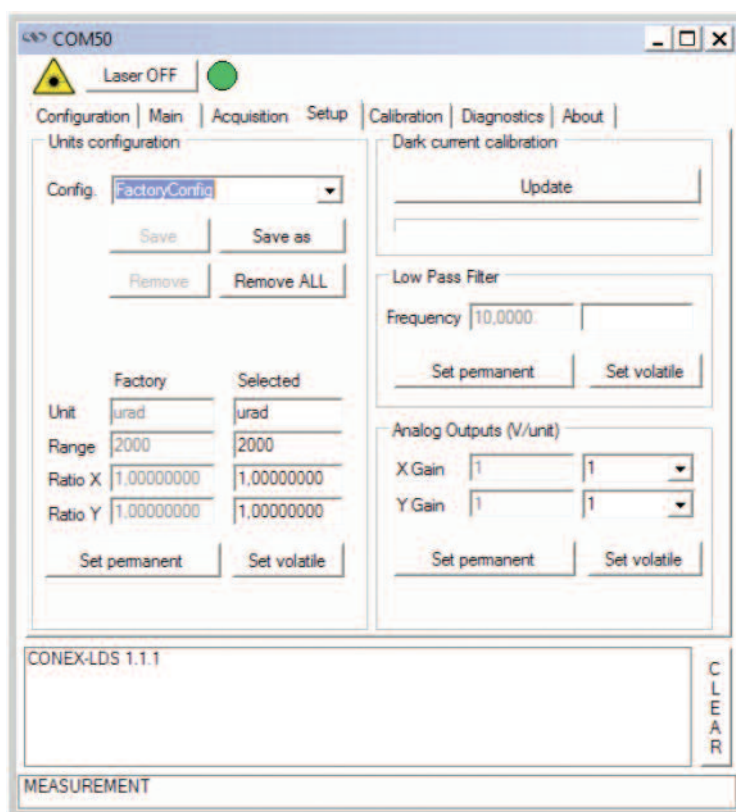 COM50
Laser OFF
Configuration Main Acquisition Setup Calibration Diagnostics About
Units configuration
Config. FactoryConfig
Save Save as
Remove Remove ALL
Factory Selected
Unit urad urad
Range 2000 2000
Ratio X 1,00000000 1,00000000
Ratio Y 1,00000000 1,00000000
Set permanent Set volatile
Dark current calibration
Update
Low Pass Filter
Frequency 10,0000
Set permanent Set volatile
Analog Outputs (V/unit)
X Gain 1 1
Y Gain 1 1
Set permanent Set volatile
CONEX-LDS 1.1.1
CLEAR
MEASUREMENT